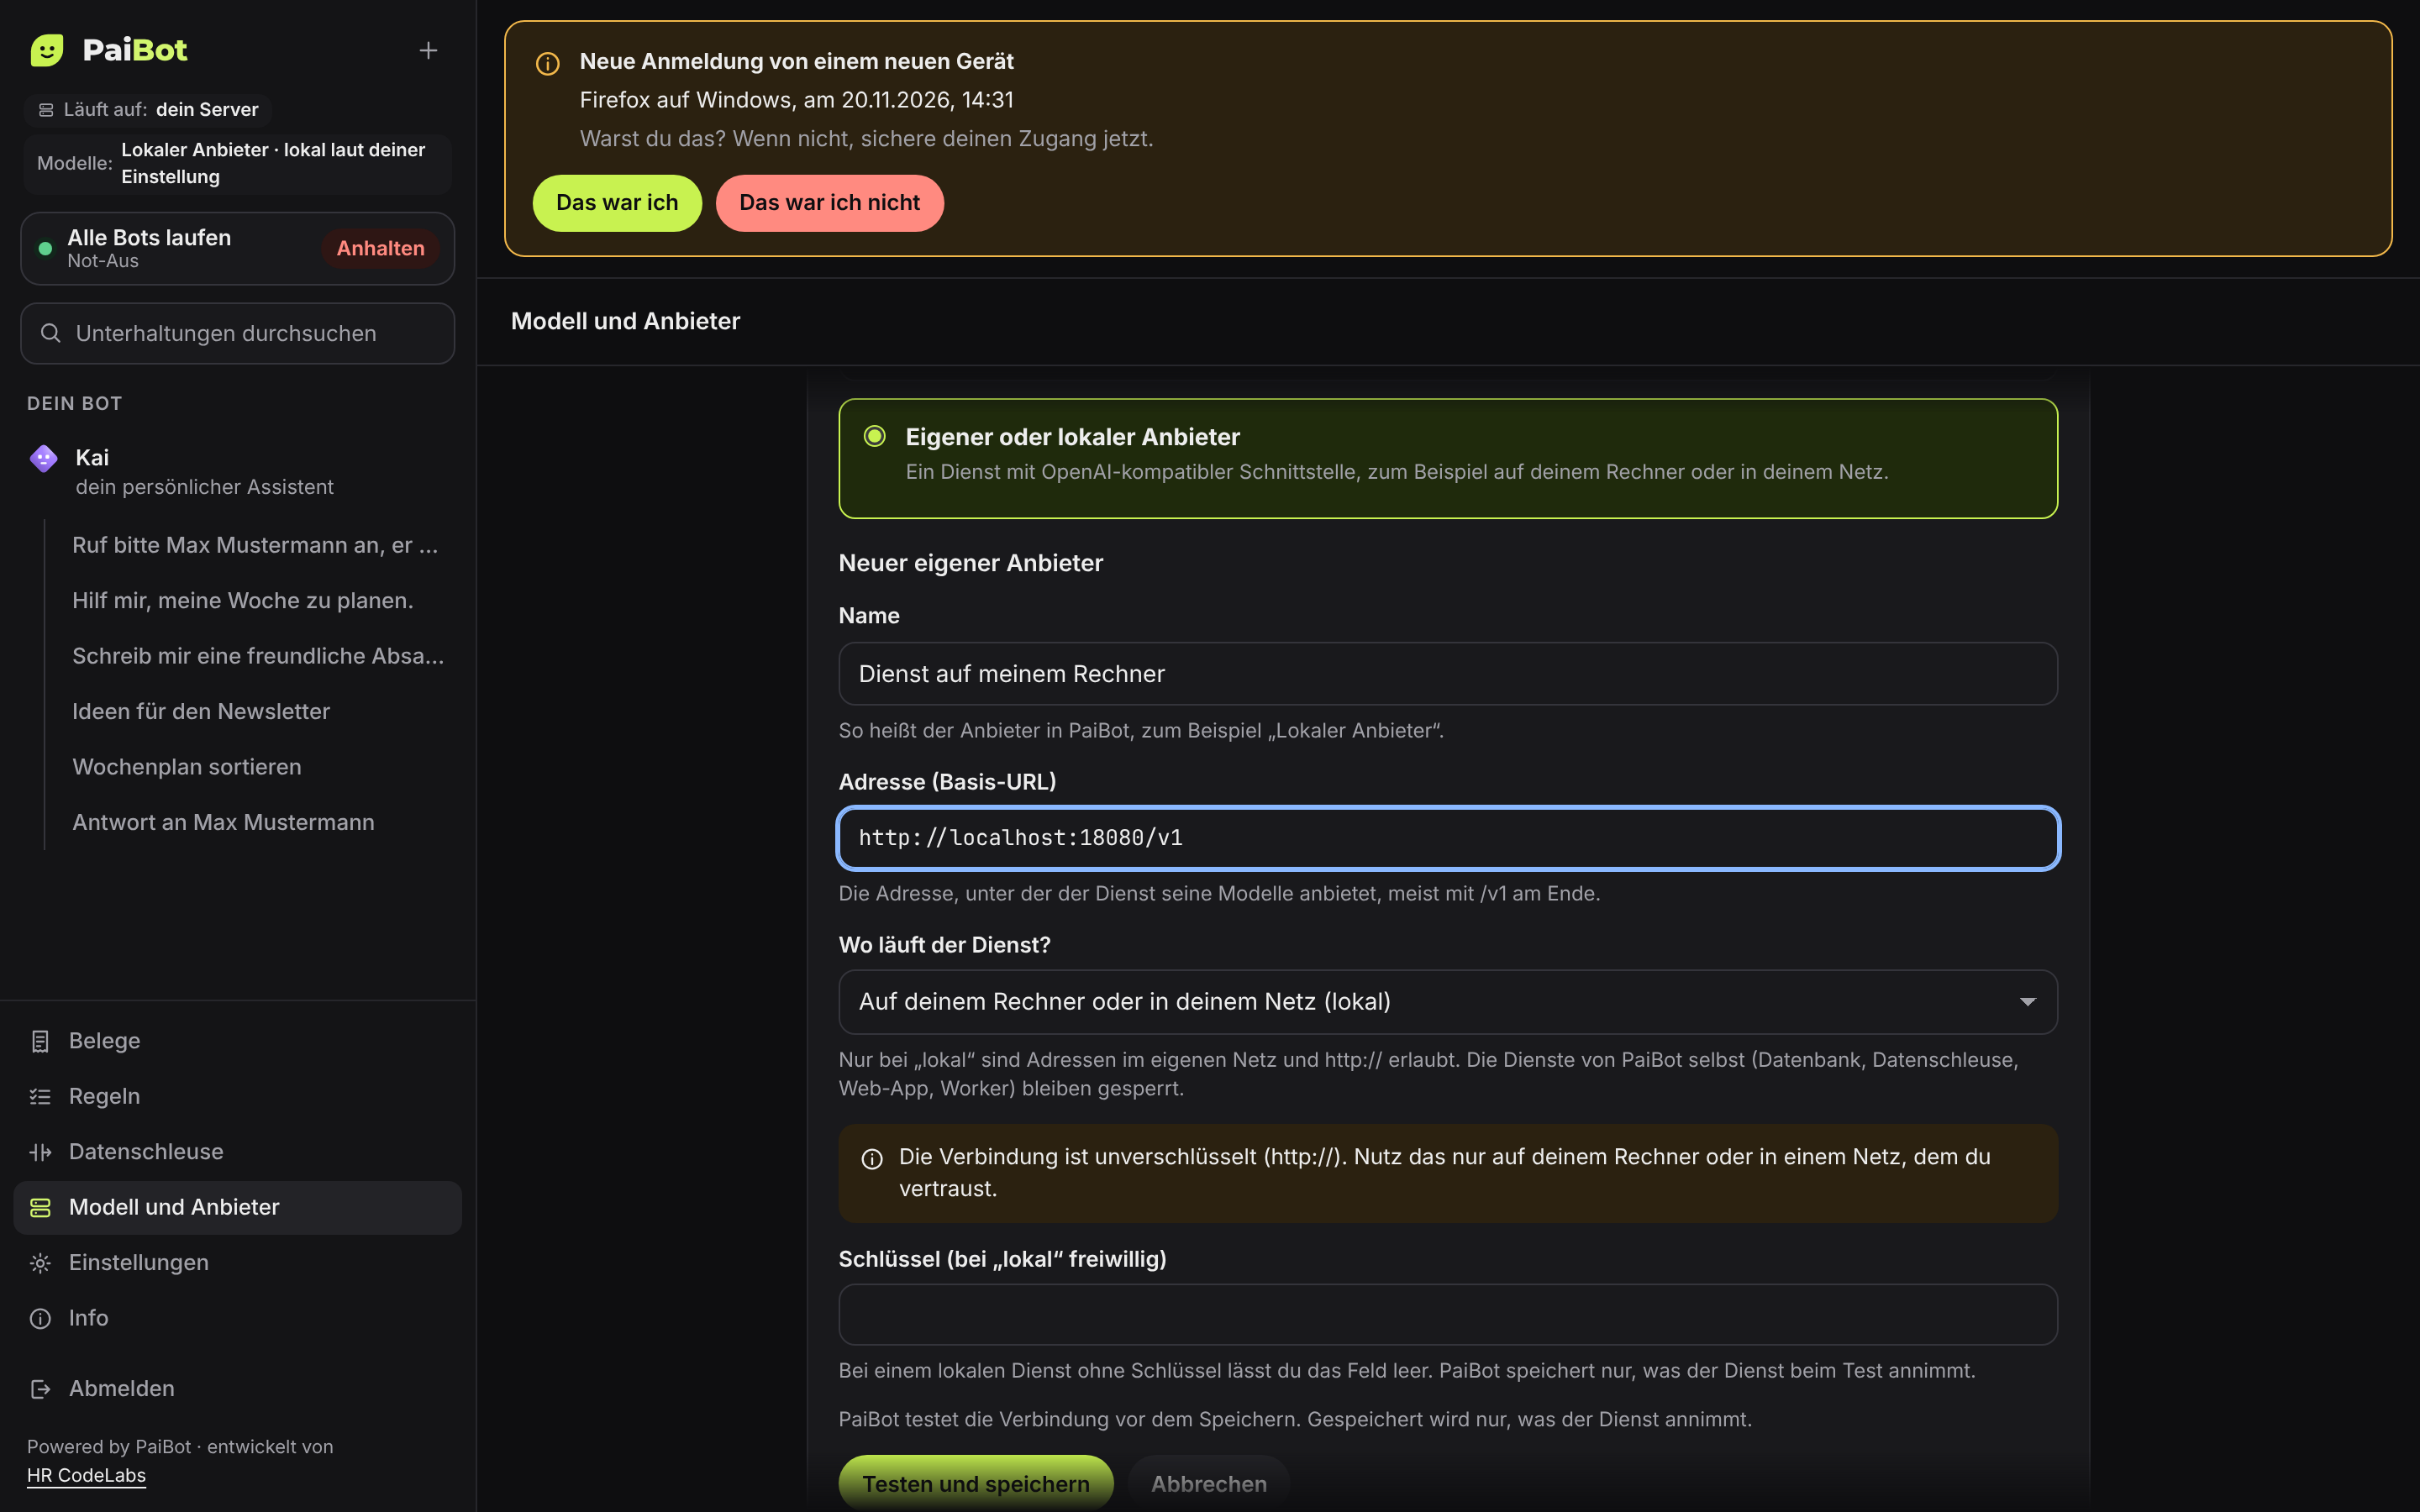 PaiBot
Läuft auf: dein Server
Modelle: Lokaler Anbieter · lokal laut deiner
Einstellung
Alle Bots laufen
Not-Aus
Anhalten
Unterhaltungen durchsuchen
DEIN BOT
Kai
dein persönlicher Assistent
Ruf bitte Max Mustermann an, er ...
Hilf mir, meine Woche zu planen.
Schreib mir eine freundliche Absa...
Ideen für den Newsletter
Wochenplan sortieren
Antwort an Max Mustermann
Belege
Regeln
Datenschleuse
Modell und Anbieter
Einstellungen
Info
Abmelden
Powered by PaiBot · entwickelt von
HR CodeLabs
Neue Anmeldung von einem neuen Gerät
Firefox auf Windows, am 20.11.2026, 14:31
Warst du das? Wenn nicht, sichere deinen Zugang jetzt.
Das war ich
Das war ich nicht
Modell und Anbieter
Eigener oder lokaler Anbieter
Ein Dienst mit OpenAI-kompatibler Schnittstelle, zum Beispiel auf deinem Rechner oder in deinem Netz.
Neuer eigener Anbieter
Name
Dienst auf meinem Rechner
So heißt der Anbieter in PaiBot, zum Beispiel „Lokaler Anbieter“.
Adresse (Basis-URL)
http://localhost:18080/v1
Die Adresse, unter der der Dienst seine Modelle anbietet, meist mit /v1 am Ende.
Wo läuft der Dienst?
Auf deinem Rechner oder in deinem Netz (lokal)
Nur bei „lokal“ sind Adressen im eigenen Netz und http:// erlaubt. Die Dienste von PaiBot selbst (Datenbank, Datenschleuse,
Web-App, Worker) bleiben gesperrt.
Die Verbindung ist unverschlüsselt (http://). Nutz das nur auf deinem Rechner oder in einem Netz, dem du
vertraust.
Schlüssel (bei „lokal“ freiwillig)
Bei einem lokalen Dienst ohne Schlüssel lässt du das Feld leer. PaiBot speichert nur, was der Dienst beim Test annimmt.
PaiBot testet die Verbindung vor dem Speichern. Gespeichert wird nur, was der Dienst annimmt.
Testen und speichern
Abbrechen